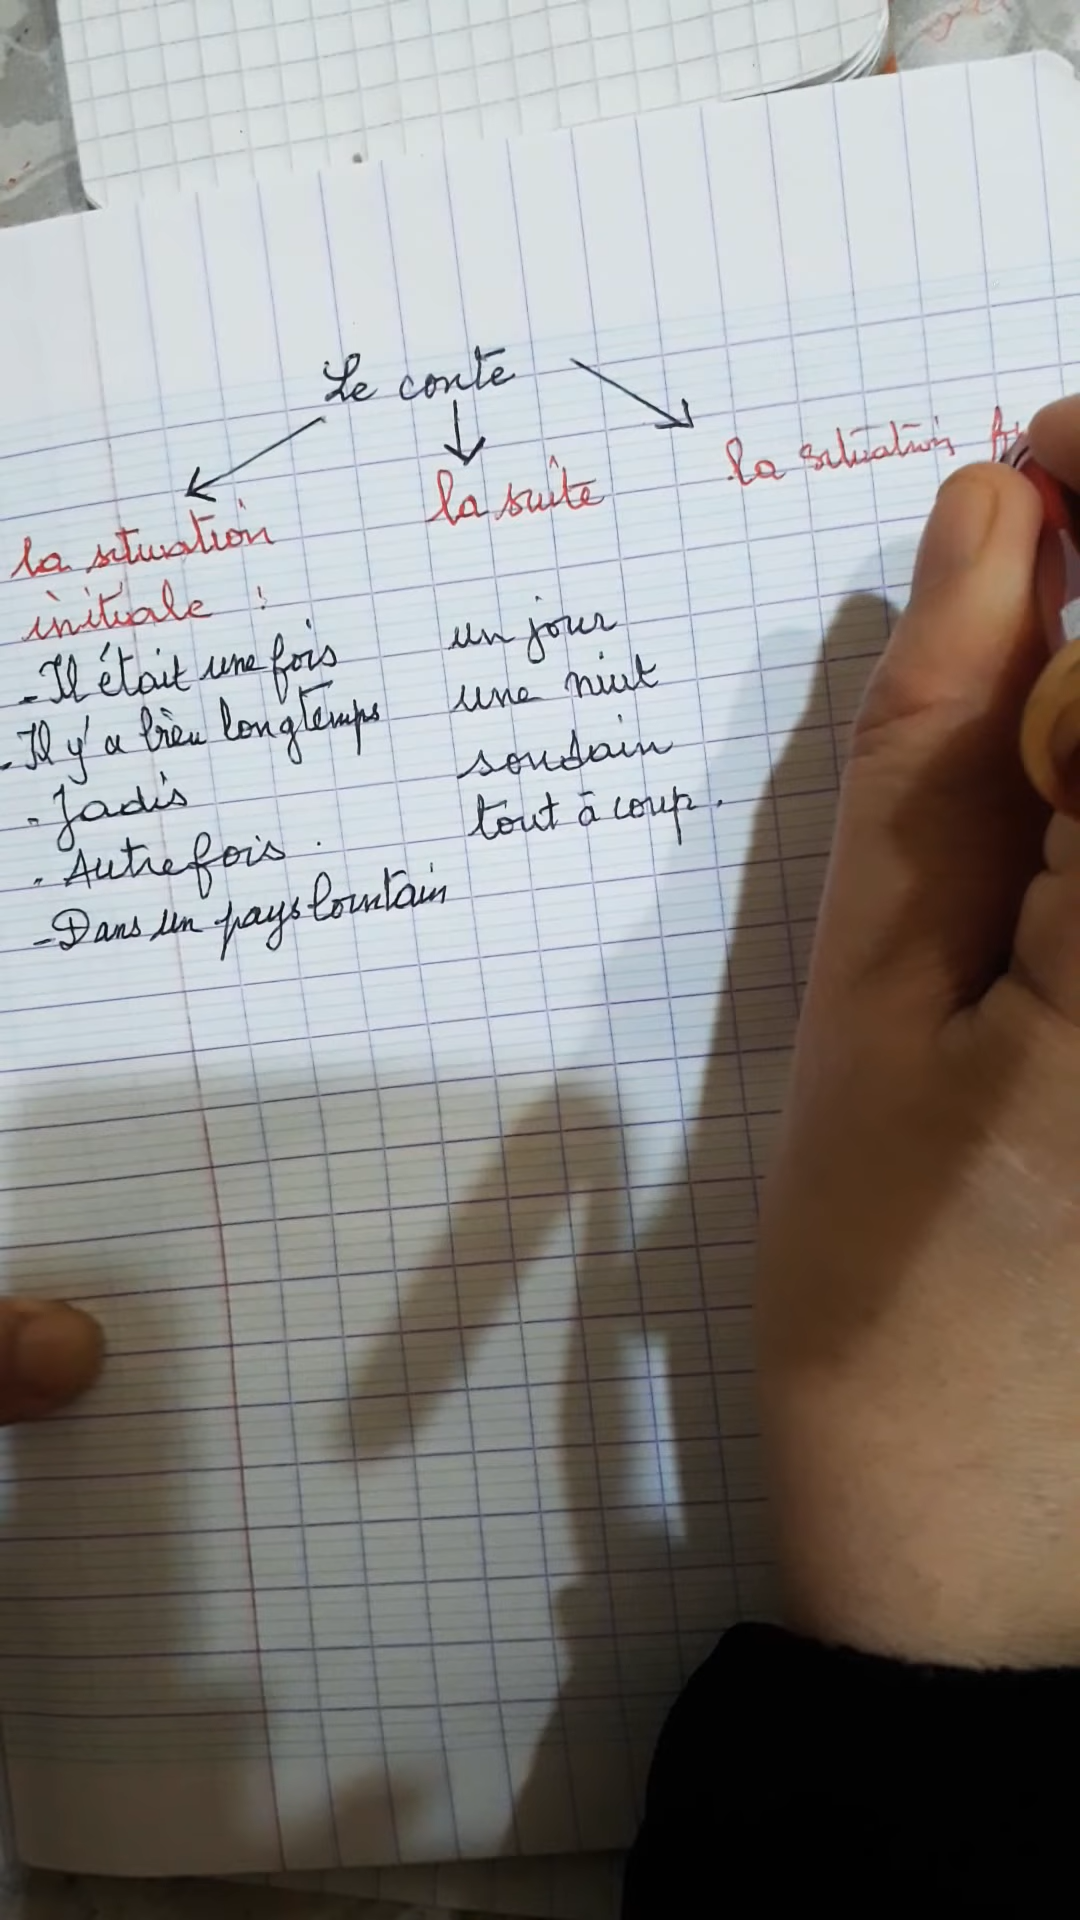 Le conte
la situation
initiale :
- Il était une fois
- Il y'a bien longtemps
- Jadis
- Autrefois.
- Dans un pays lountain
la suite
un jour
une nuit
soudain
tout à coup.
la situation